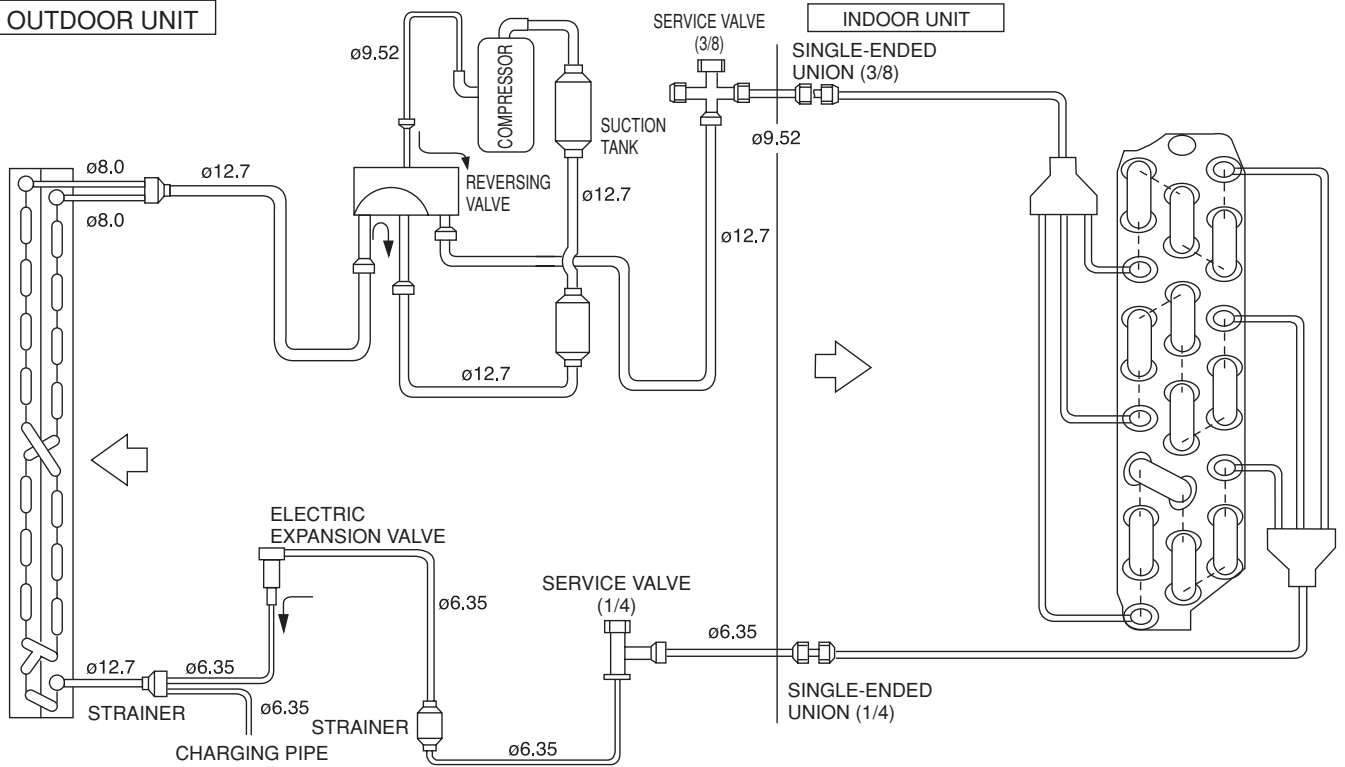 OUTDOOR UNIT
INDOOR UNIT
SERVICE VALVE
(3/8)
SINGLE-ENDED
UNION (3/8)
ø9.52
COMPRESSOR
SUCTION
TANK
ø9.52
ø8.0
ø12.7
REVERSING
VALVE
ø12.7
ø8.0
ø12.7
ø12.7
ELECTRIC
EXPANSION VALVE
SERVICE VALVE
(1/4)
ø6.35
ø6.35
ø12.7
ø6.35
STRAINER
ø6.35
STRAINER
SINGLE-ENDED
UNION (1/4)
CHARGING PIPE
ø6.35